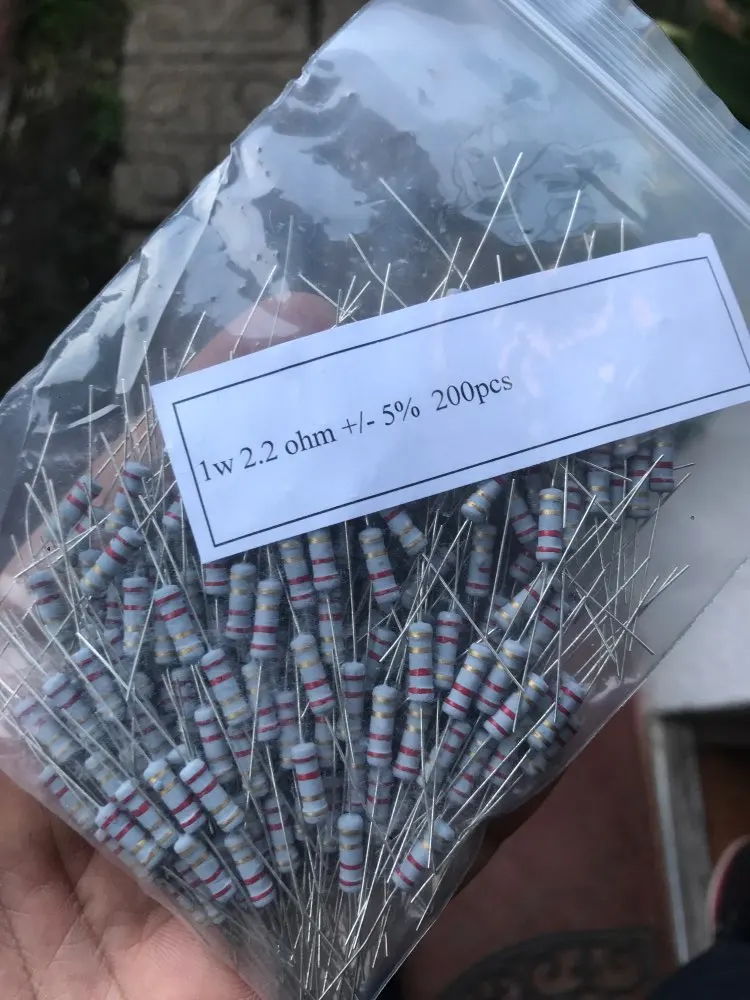 1w 2.2 ohm +/- 5% 200pcs